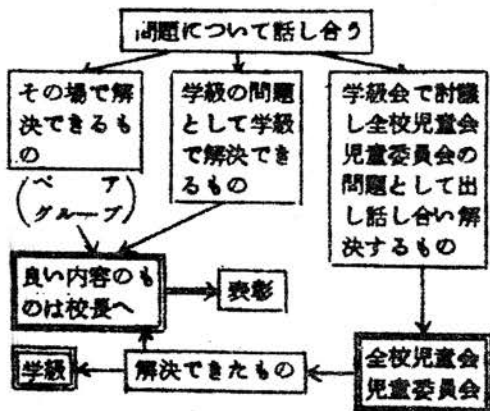 問題について話し合う
その場で解
決できるも
の
(ペア
グループ)
学級の問題
として学級
で解決でき
るもの
学級会で討議
し全校児童会
児童委員会の
問題として出
し話し合い解
決するもの
良い内容のも
のは校長へ
表彰
学級
解決できたもの
全校児童会
児童委員会